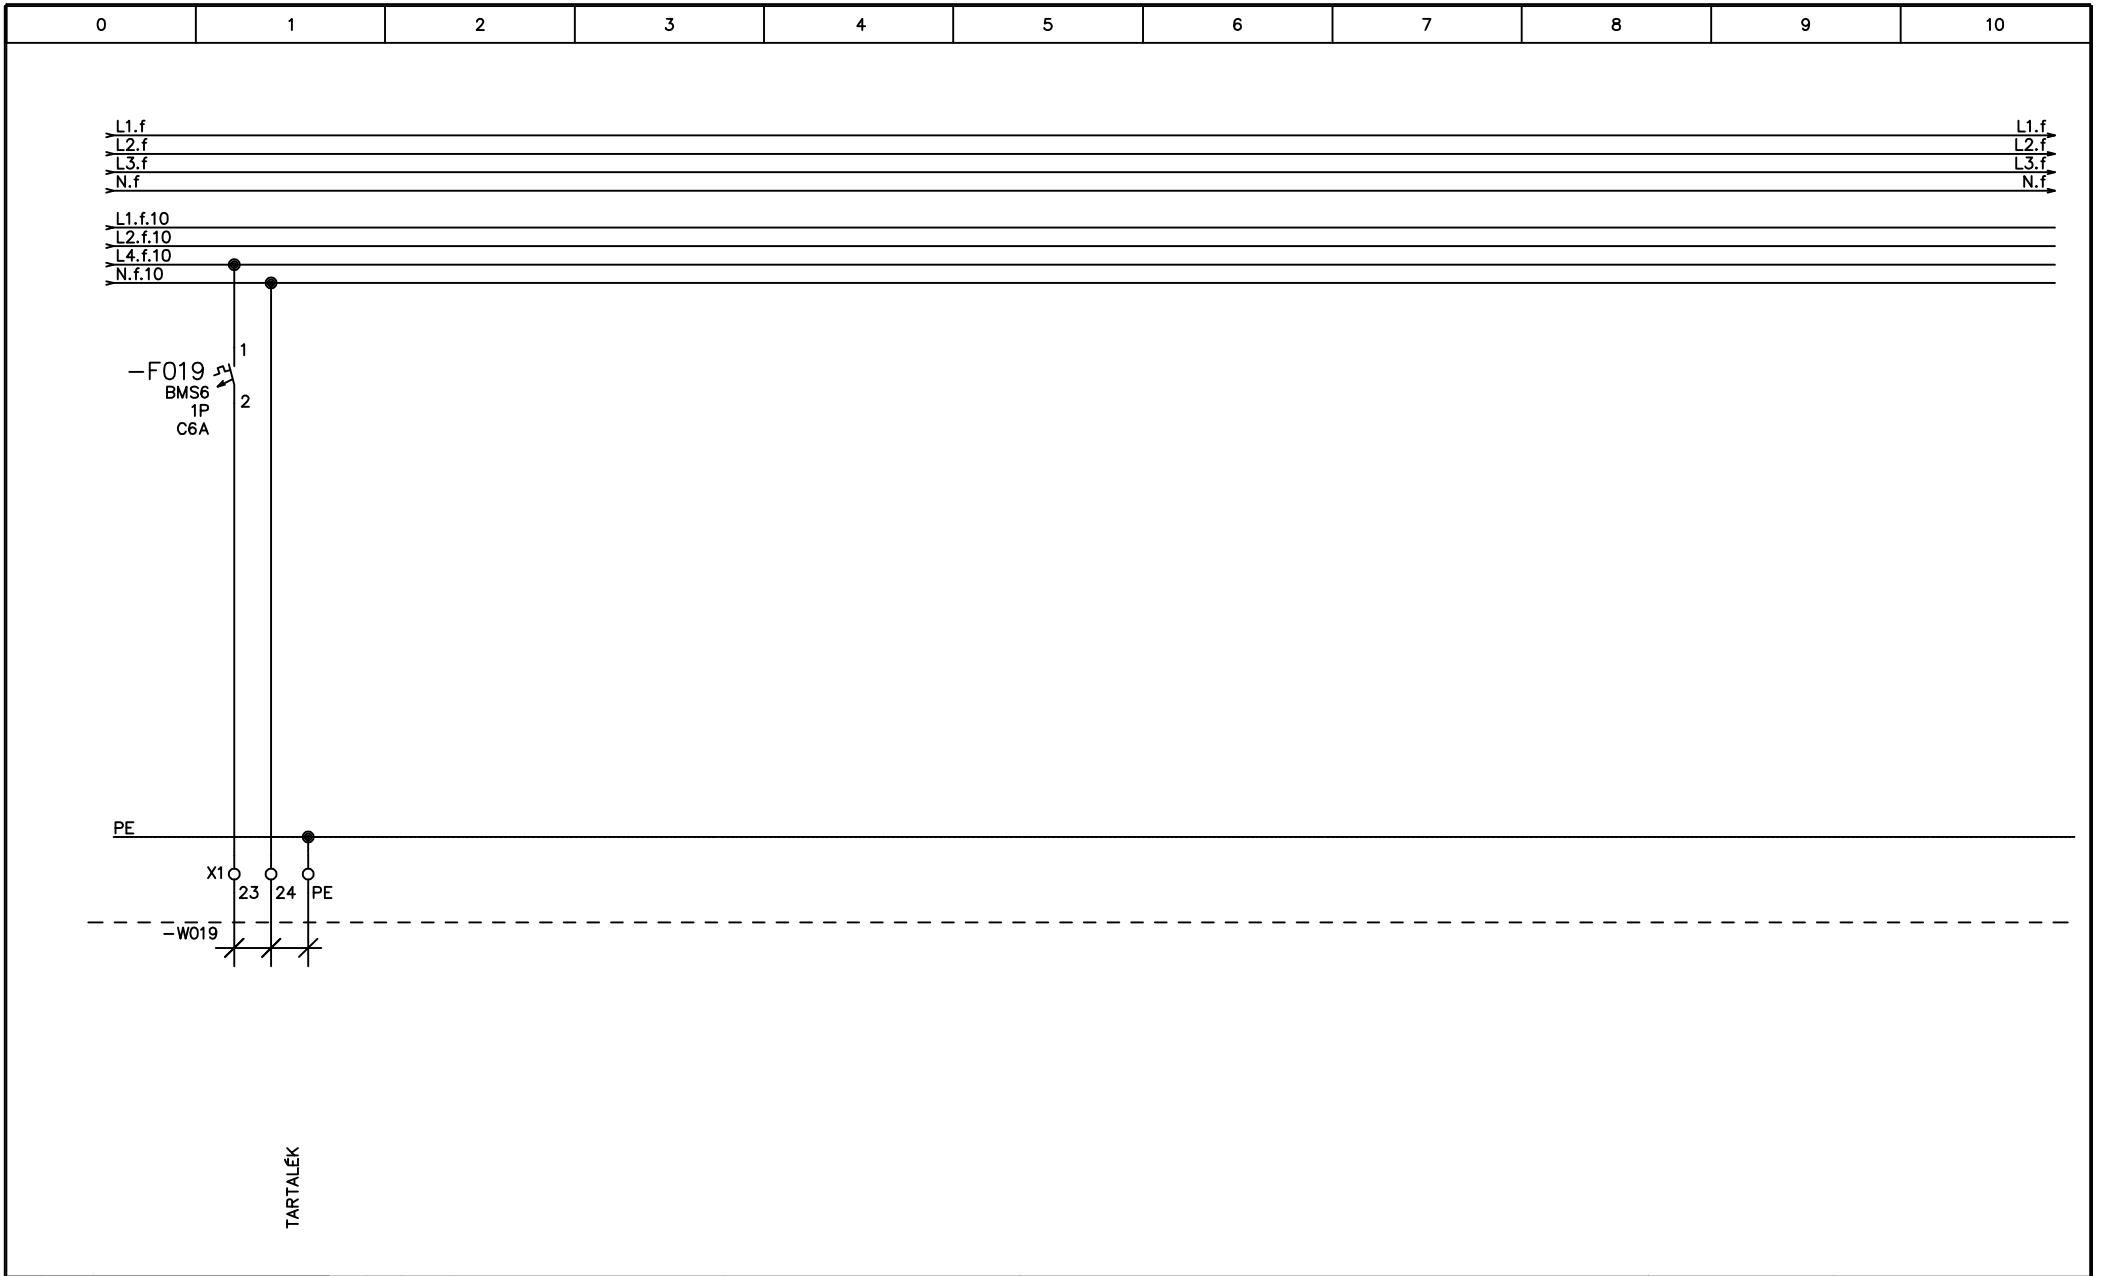 0 1 2 3 4 5 6 7 8 9 10
L1.f L1.f
L2.f L2.f
L3.f L3.f
N.f N.f
L1.f.10
L2.f.10
L4.f.10
N.f.10
1
-F019
BMS6
2
1P
C6A
PE
X1
23 24 PE
-W019
TARTALÉK